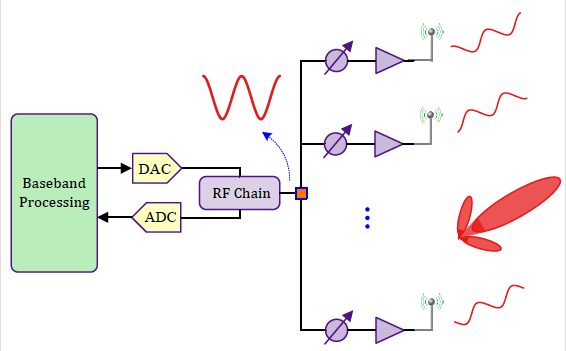 Baseband
Processing
DAC
ADC
RF Chain